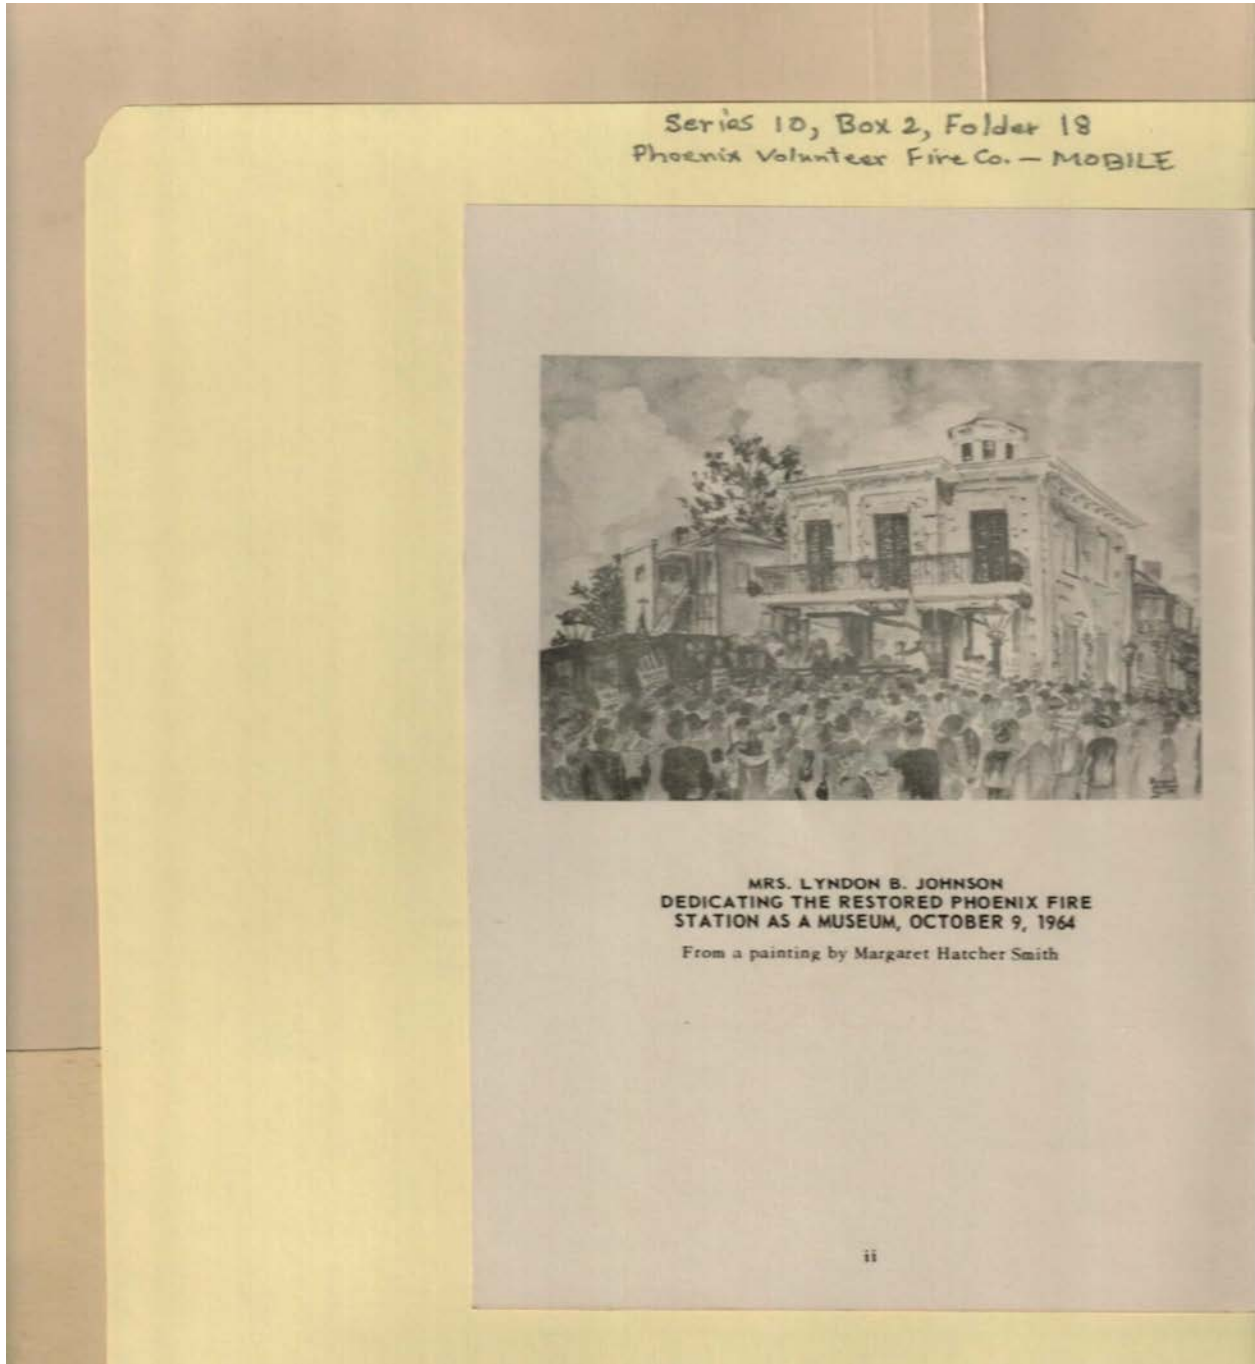 Series 10, Box 2, Folder 18
Phoenix Volunteer Fire Co. – MOBILE
MRS. LYNDON B. JOHNSON
DEDICATING THE RESTORED PHOENIX FIRE
STATION AS A MUSEUM, OCTOBER 9, 1964
From a painting by Margaret Hatcher Smith
ii